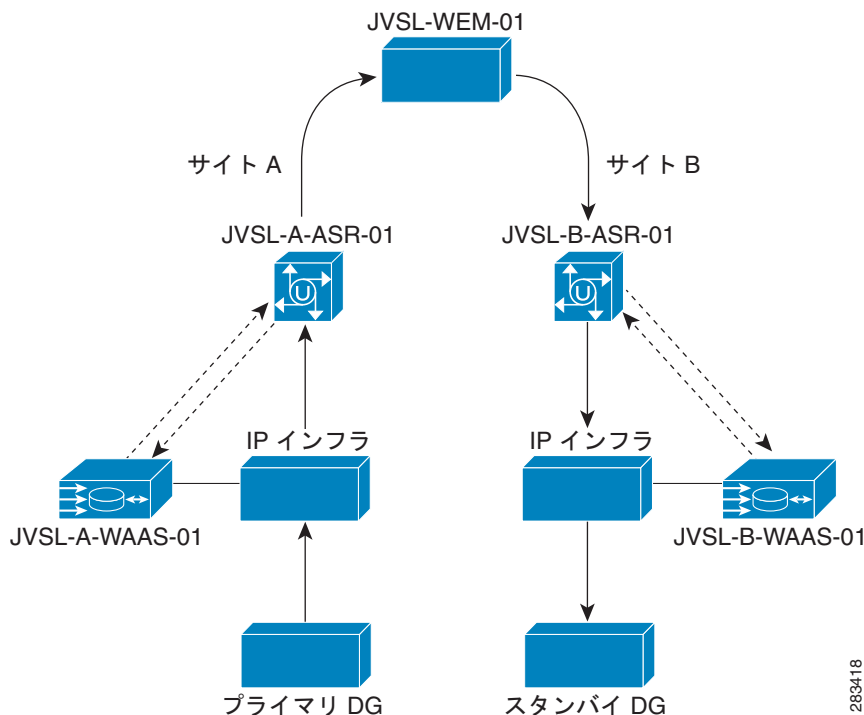 JVSL-WEM-01
サイト A
サイト B
JVSL-A-ASR-01
JVSL-B-ASR-01
U
U
IP インフラ
IP インフラ
JVSL-A-WAAS-01
JVSL-B-WAAS-01
プライマリ DG
スタンバイ DG
283418